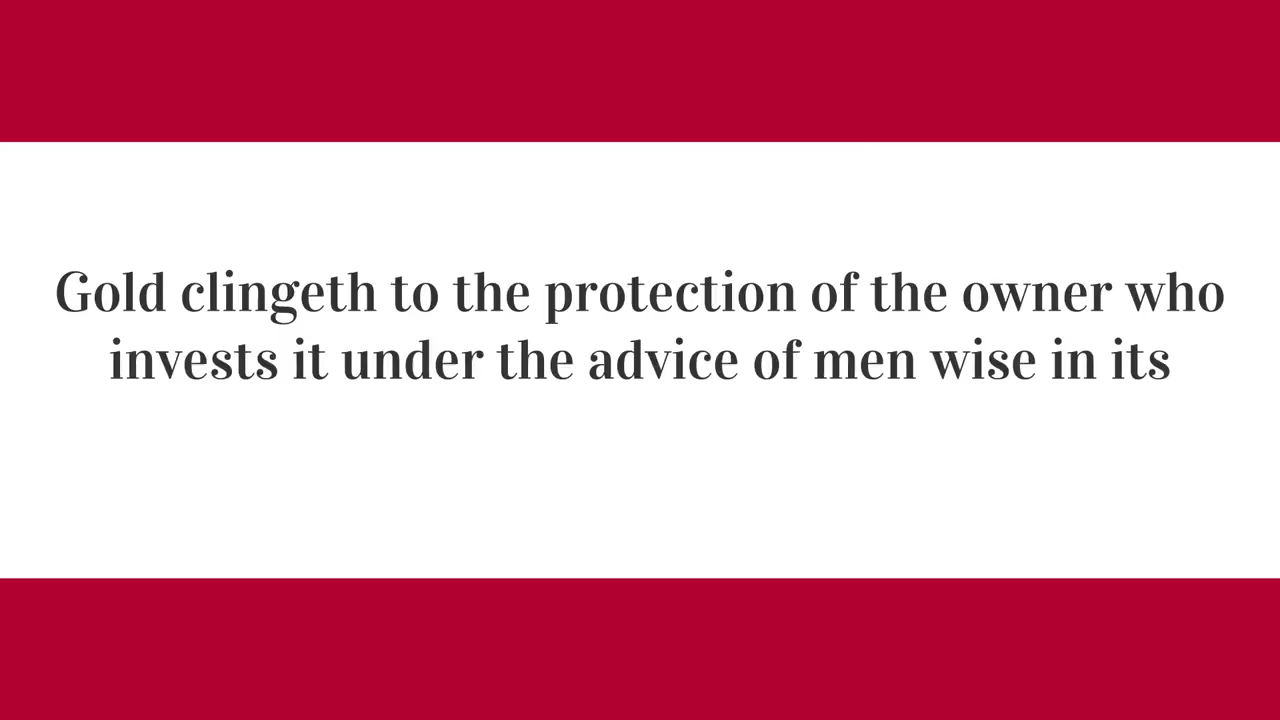 Gold clingeth to the protection of the owner who
invests it under the advice of men wise in its